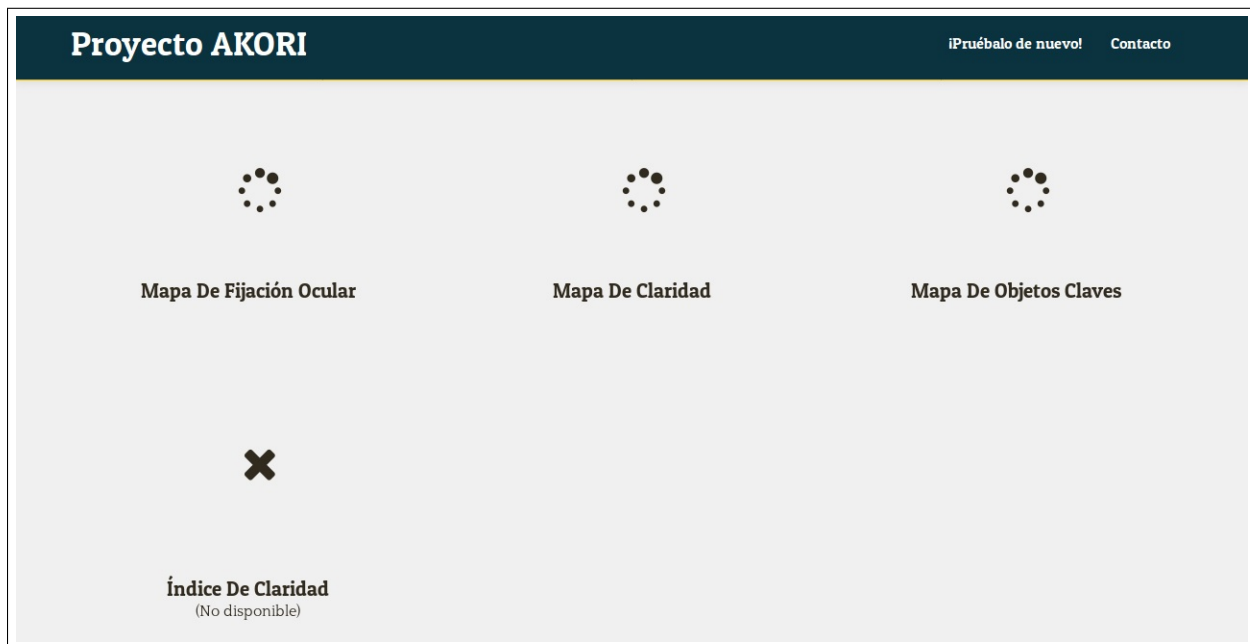 Proyecto AKORI
¡Pruébalo de nuevo! Contacto
Mapa De Fijación Ocular
Mapa De Claridad
Mapa De Objetos Claves
Índice De Claridad
(No disponible)